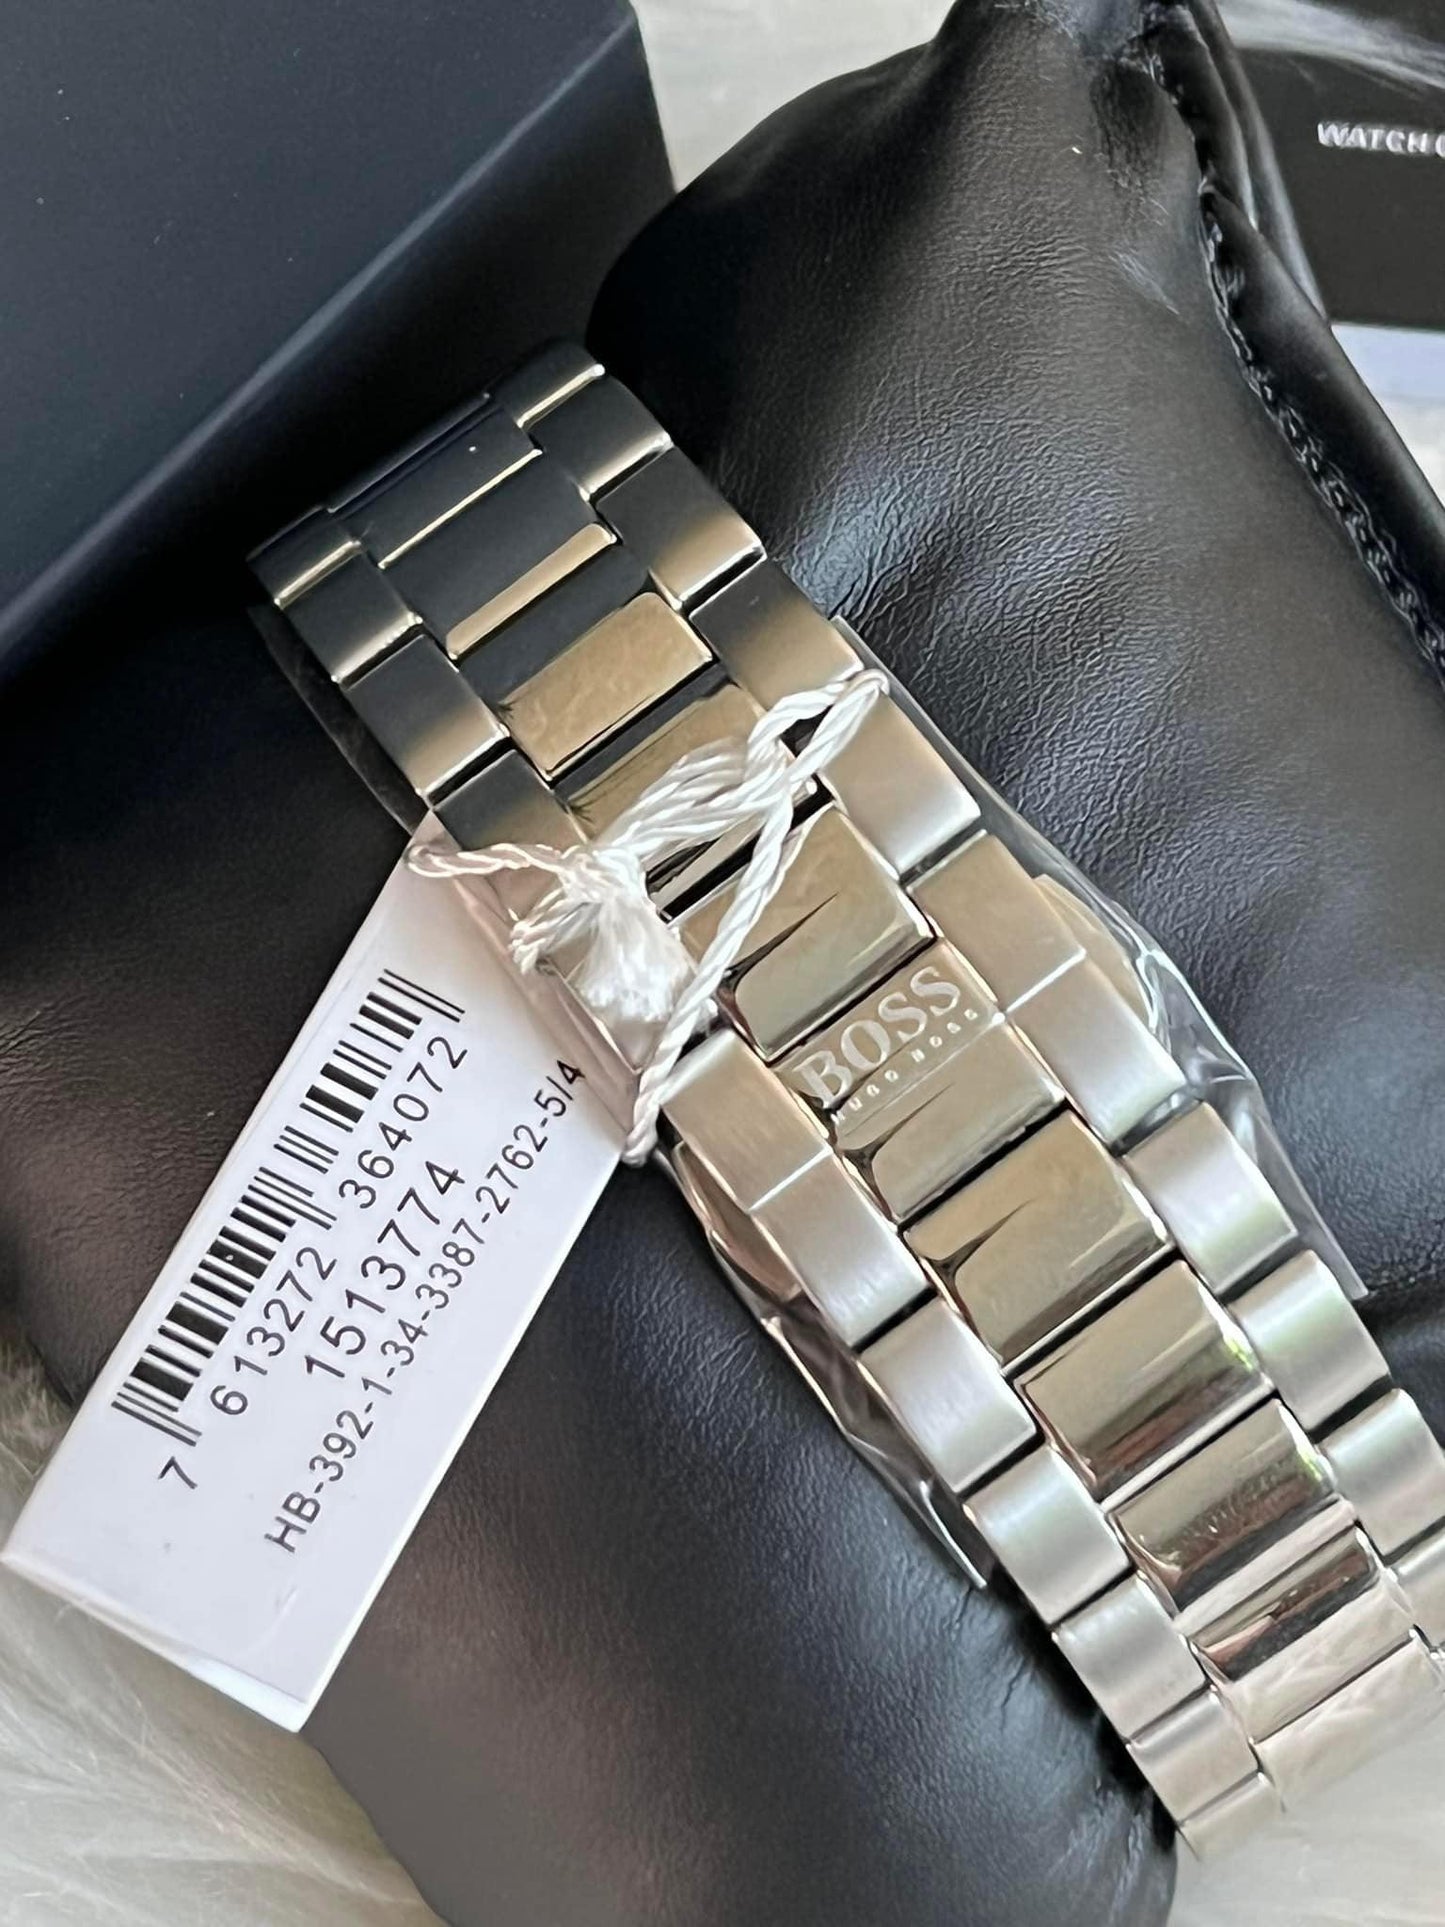 WATCH
BOSS
HUGO BOSS
7 613272 364072
1513774
HB-392-1-34-3387-2762-5/4